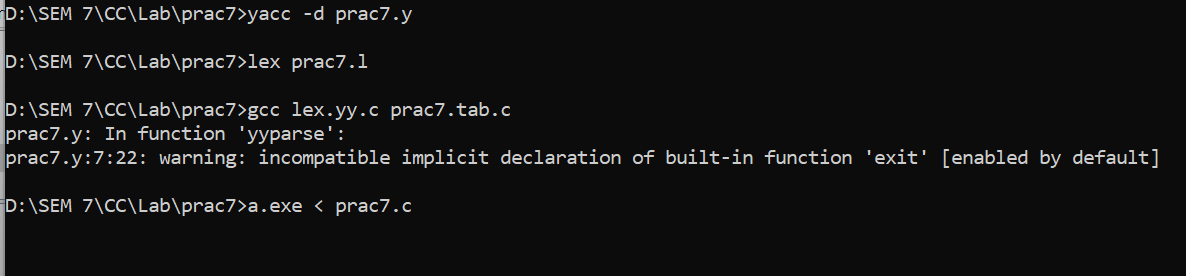 D:\SEM 7\CC\Lab\prac7>yacc -d prac7.y
D:\SEM 7\CC\Lab\prac7>lex prac7.l
D:\SEM 7\CC\Lab\prac7>gcc lex.yy.c prac7.tab.c
prac7.y: In function 'yyparse':
prac7.y:7:22: warning: incompatible implicit declaration of built-in function 'exit' [enabled by default]
D:\SEM 7\CC\Lab\prac7>a.exe < prac7.c